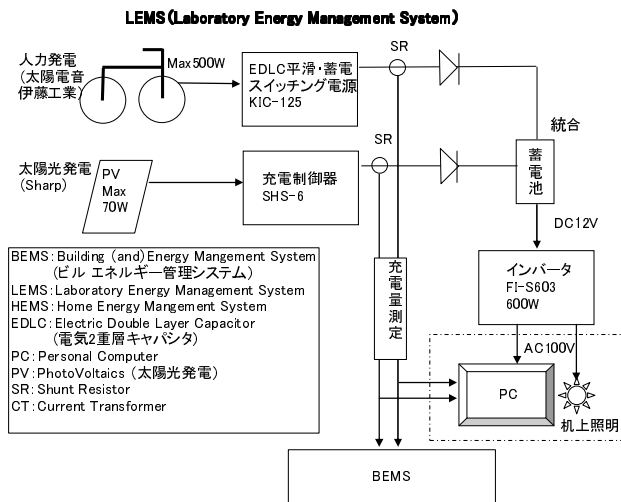 LEMS(Laboratory Energy Management System)
人力発電
(太陽電音
伊藤工業)
Max500W
EDLC平滑・蓄電
スイッチング電源
KIC-125
SR
統合
太陽光発電
(Sharp)
PV
Max
70W
充電制御器
SHS-6
SR
蓄電池
DC12V
BEMS:Building (and)Energy Mangement System
(ビル エネルギー管理システム)
LEMS:Laboratory Energy Management System
HEMS:Home Energy Mangement System
EDLC:Electric Double Layer Capacitor
(電気2重層キャパシタ)
PC:Personal Computer
PV:PhotoVoltaics (太陽光発電)
SR:Shunt Resistor
CT:Current Transformer
充電量測定
インバータ
FI-S603
600W
AC100V
PC
机上照明
BEMS